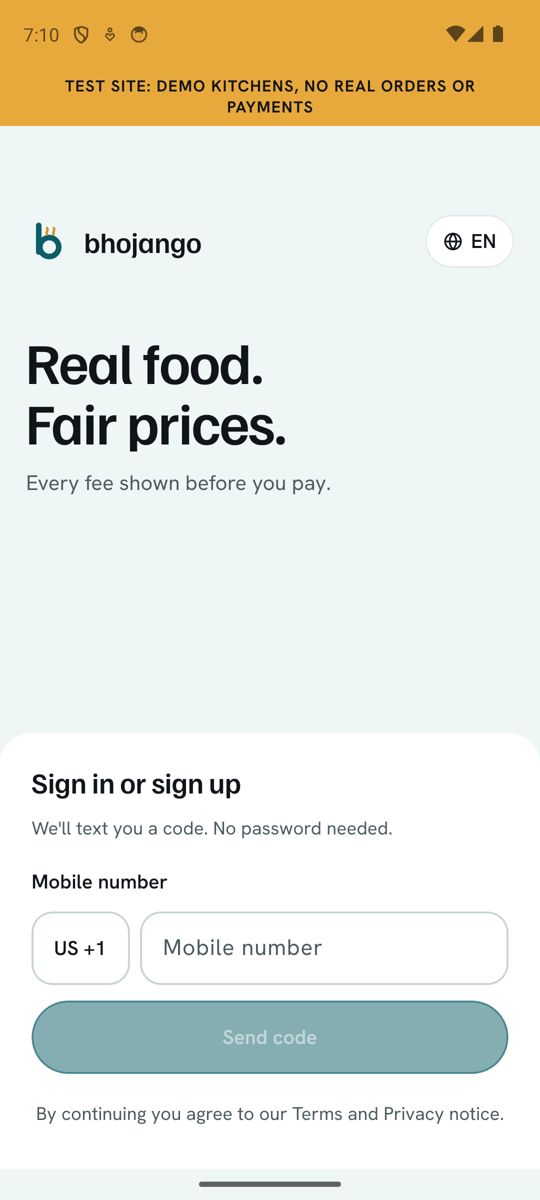 7:10
TEST SITE: DEMO KITCHENS, NO REAL ORDERS OR
PAYMENTS
bhojango
EN
Real food.
Fair prices.
Every fee shown before you pay.
Sign in or sign up
We'll text you a code. No password needed.
Mobile number
US +1
Mobile number
Send code
By continuing you agree to our Terms and Privacy notice.